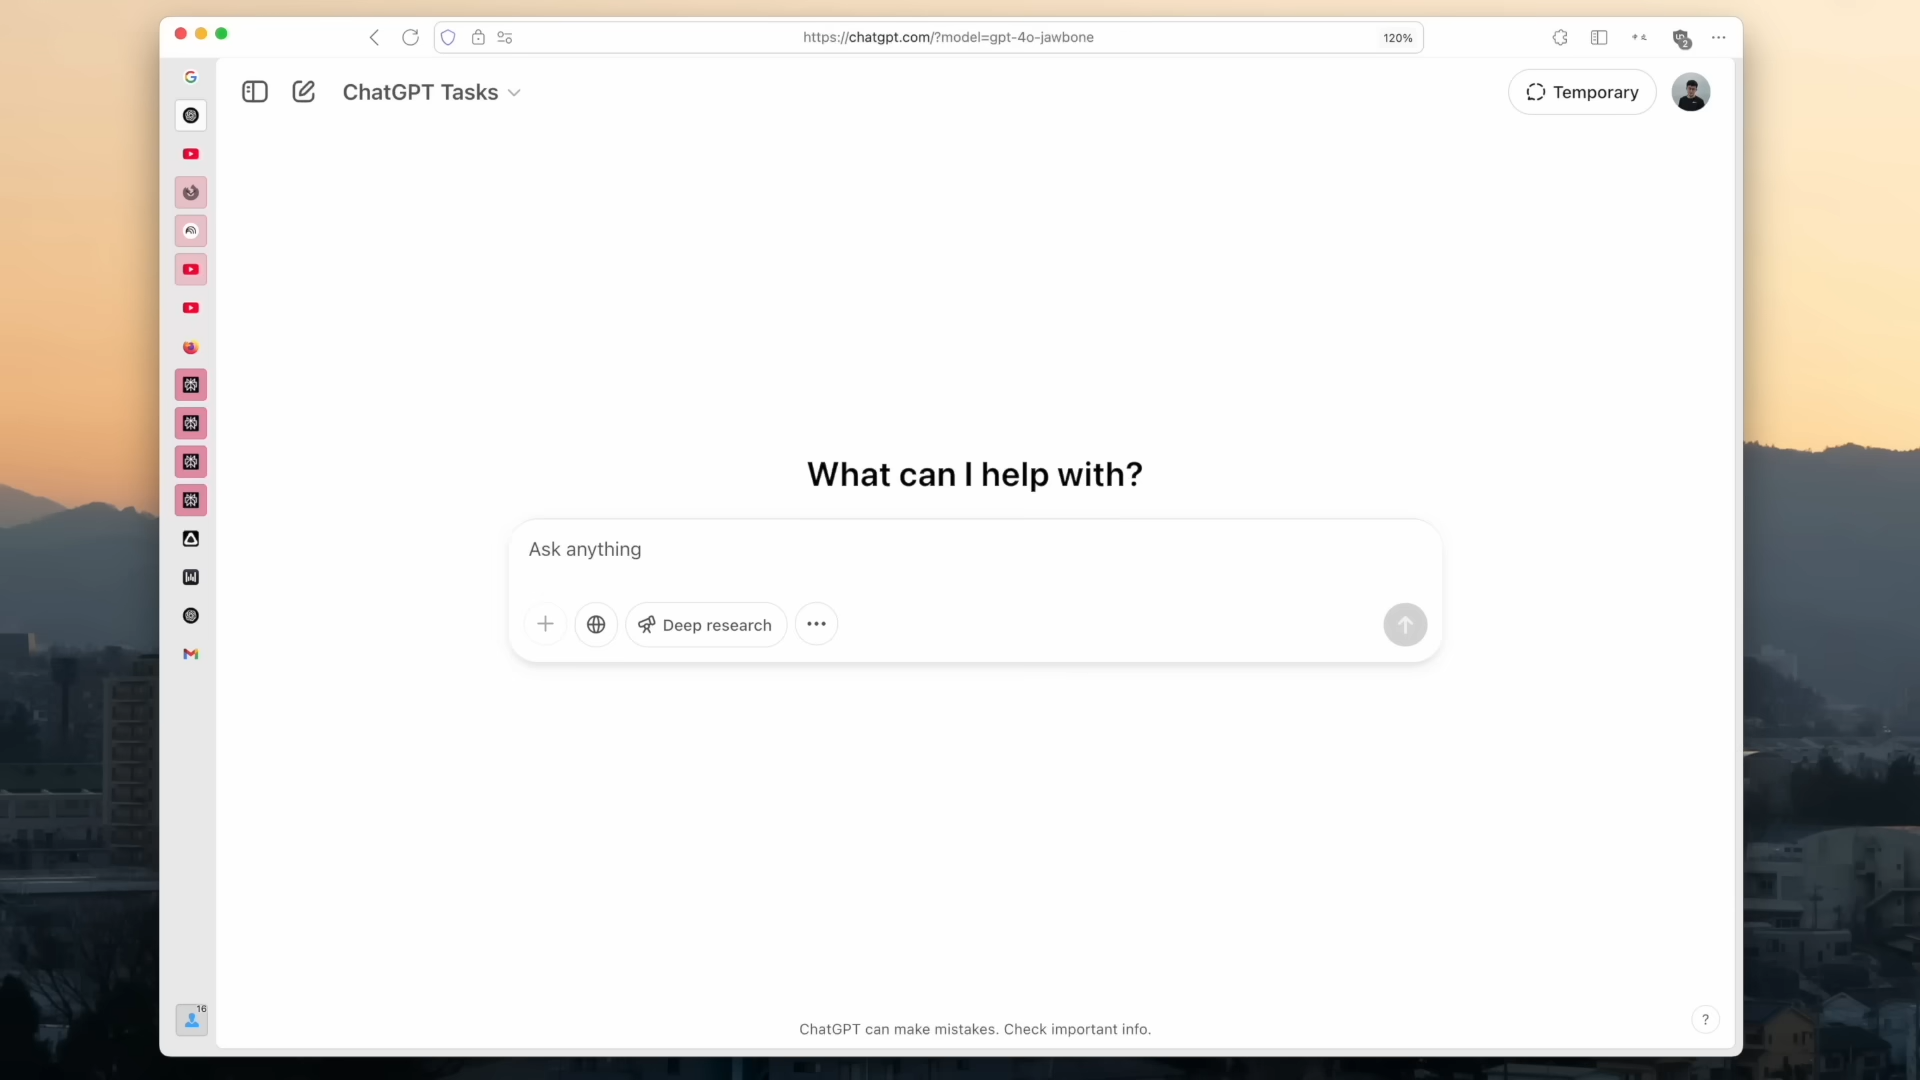 https://chatgpt.com/?model=gpt-4o-jawbone
120%
2
ChatGPT Tasks
Temporary
What can I help with?
Ask anything
Deep research
16
ChatGPT can make mistakes. Check important info.
?